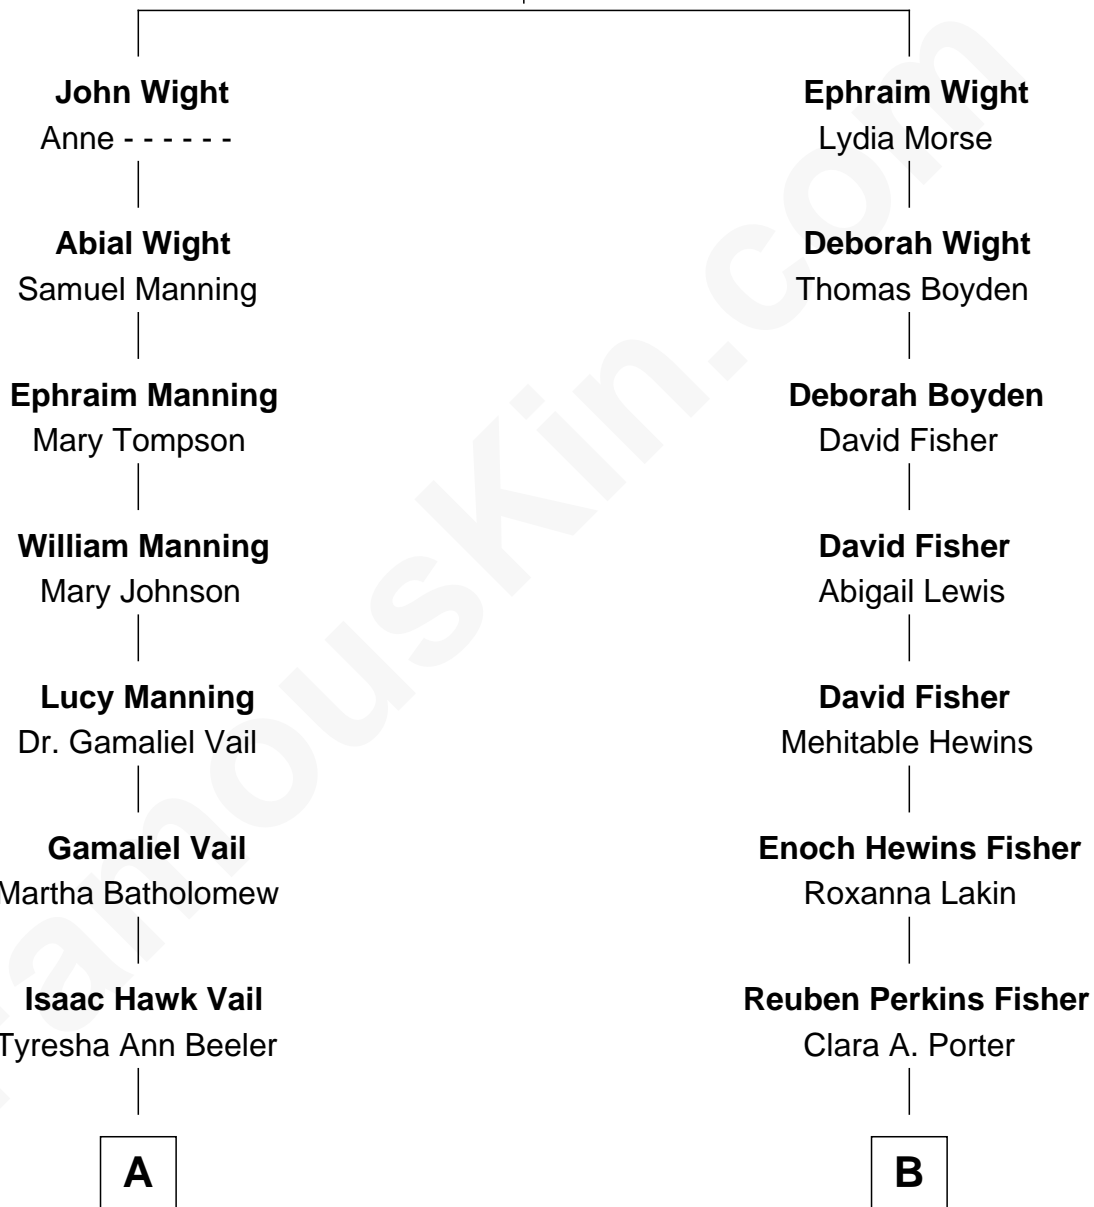 John Wight
Anne - - - - - -
Abial Wight
Samuel Manning
Ephraim Manning
Mary Tompson
William Manning
Mary Johnson
Lucy Manning
Dr. Gamaliel Vail
Gamaliel Vail
Martha Batholomew
Isaac Hawk Vail
Tyresha Ann Beeler
A
Ephraim Wight
Lydia Morse
Deborah Wight
Thomas Boyden
Deborah Boyden
David Fisher
David Fisher
Abigail Lewis
David Fisher
Mehitable Hewins
Enoch Hewins Fisher
Roxanna Lakin
Reuben Perkins Fisher
Clara A. Porter
B
FamousKin.com